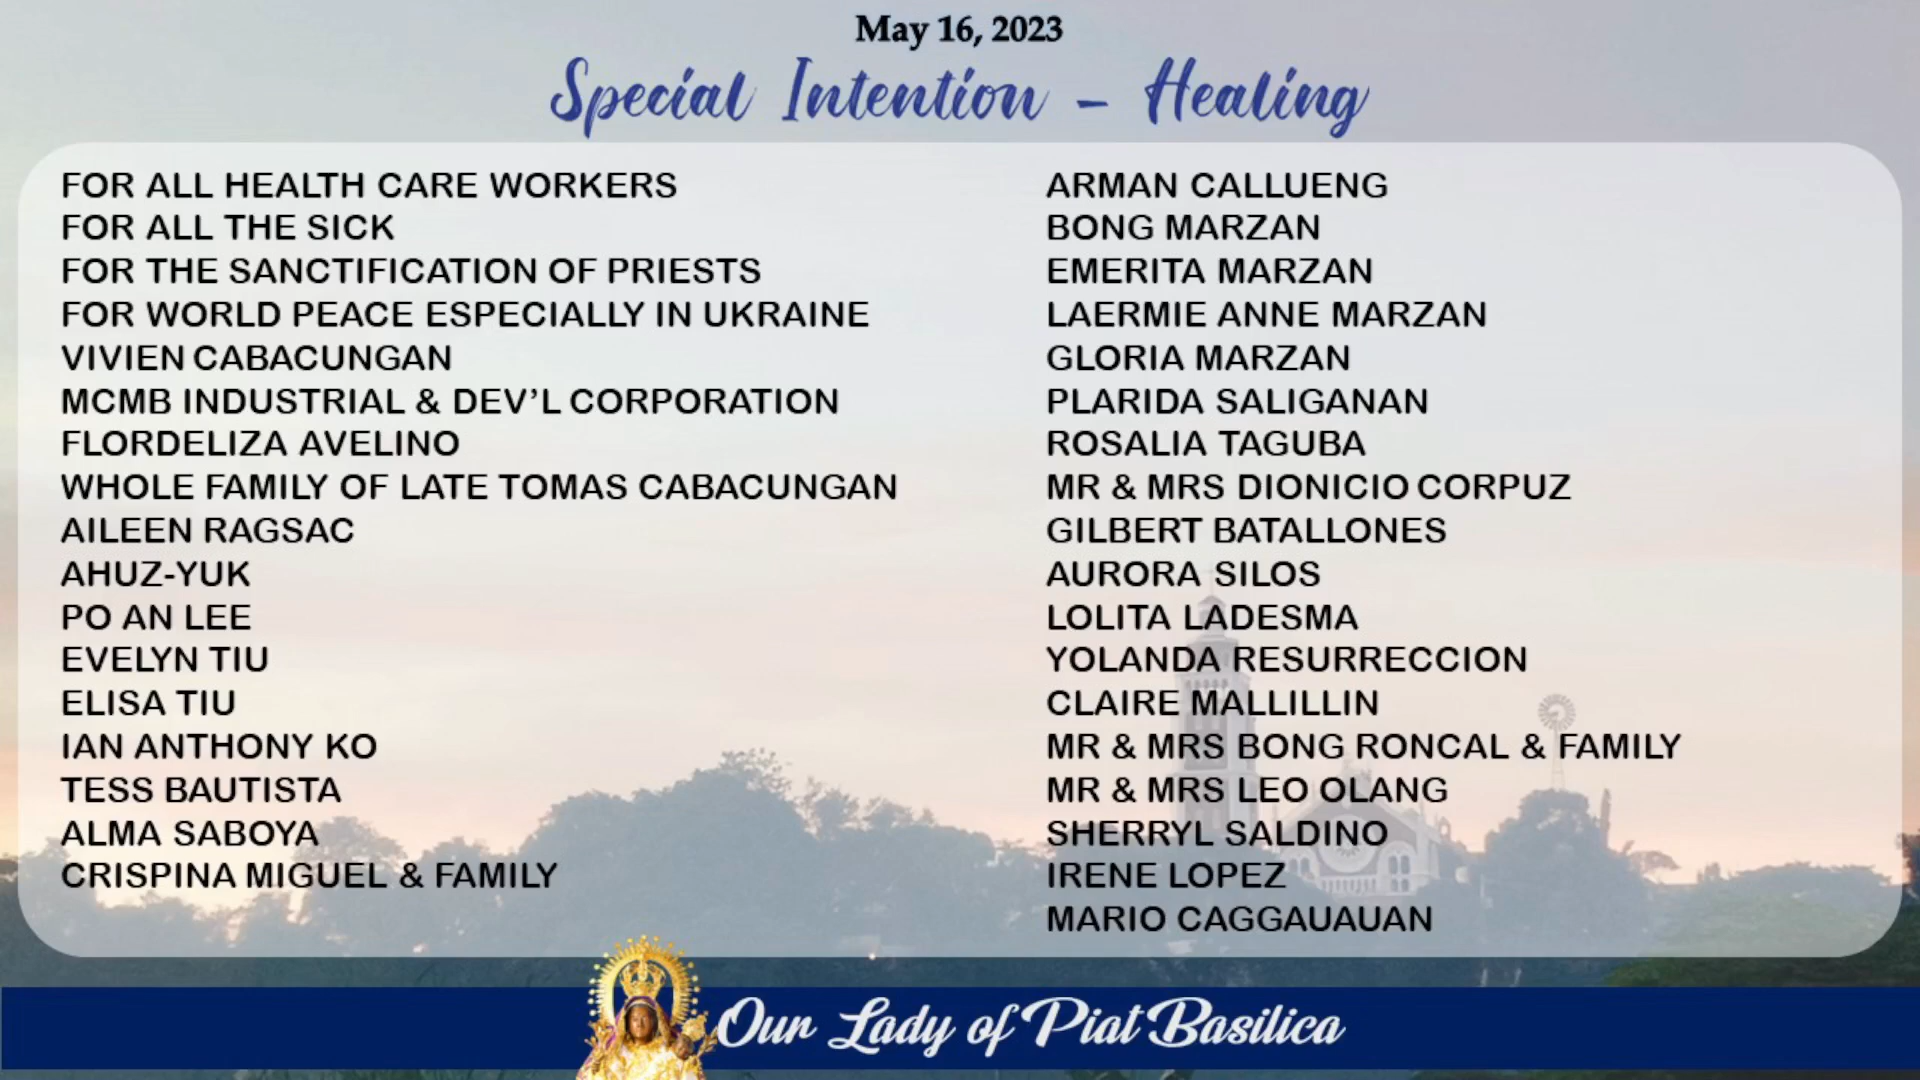 May 16, 2023
Special Intention - Healing
FOR ALL HEALTH CARE WORKERS
FOR ALL THE SICK
FOR THE SANCTIFICATION OF PRIESTS
FOR WORLD PEACE ESPECIALLY IN UKRAINE
VIVIEN CABACUNGAN
MCMB INDUSTRIAL & DEV’L CORPORATION
FLORDELIZA AVELINO
WHOLE FAMILY OF LATE TOMAS CABACUNGAN
AILEEN RAGSAC
AHUZ-YUK
PO AN LEE
EVELYN TIU
ELISA TIU
IAN ANTHONY KO
TESS BAUTISTA
ALMA SABOYA
CRISPINA MIGUEL & FAMILY
ARMAN CALLUENG
BONG MARZAN
EMERITA MARZAN
LAERMIE ANNE MARZAN
GLORIA MARZAN
PLARIDA SALIGANAN
ROSALIA TAGUBA
MR & MRS DIONICIO CORPUZ
GILBERT BATALLONES
AURORA SILOS
LOLITA LADESMA
YOLANDA RESURRECCION
CLAIRE MALLILLIN
MR & MRS BONG RONCAL & FAMILY
MR & MRS LEO OLANG
SHERRYL SALDINO
IRENE LOPEZ
MARIO CAGGAUAUAN
Our Lady of Piat Basilica